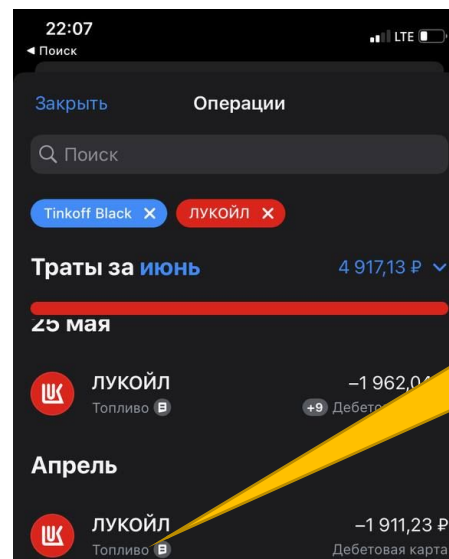 22:07
LTE
◀ Поиск
Закрыть
Операции
Поиск
Tinkoff Black ✕
ЛУКОЙЛ ✕
Траты за июнь
4 917,13 ₽
25 мая
ЛУКОЙЛ
–1 962,04
Топливо
+9
Апрель
ЛУКОЙЛ
–1 911,23 ₽
Топливо
Дебетовая карта